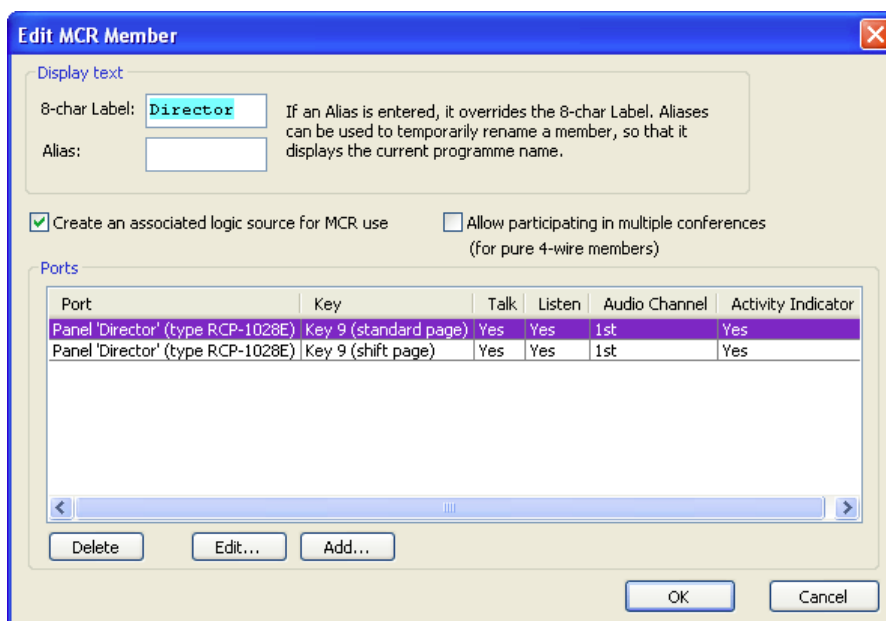 Edit MCR Member
Display text
8-char Label: Director
If an Alias is entered, it overrides the 8-char Label. Aliases
can be used to temporarily rename a member, so that it
displays the current programme name.
Alias:
Create an associated logic source for MCR use
Allow participating in multiple conferences
(for pure 4-wire members)
Ports
Port Key Talk Listen Audio Channel Activity Indicator
Panel 'Director' (type RCP-1028E) Key 9 (standard page) Yes Yes 1st Yes
Panel 'Director' (type RCP-1028E) Key 9 (shift page) Yes Yes 1st Yes
Delete Edit... Add...
OK Cancel